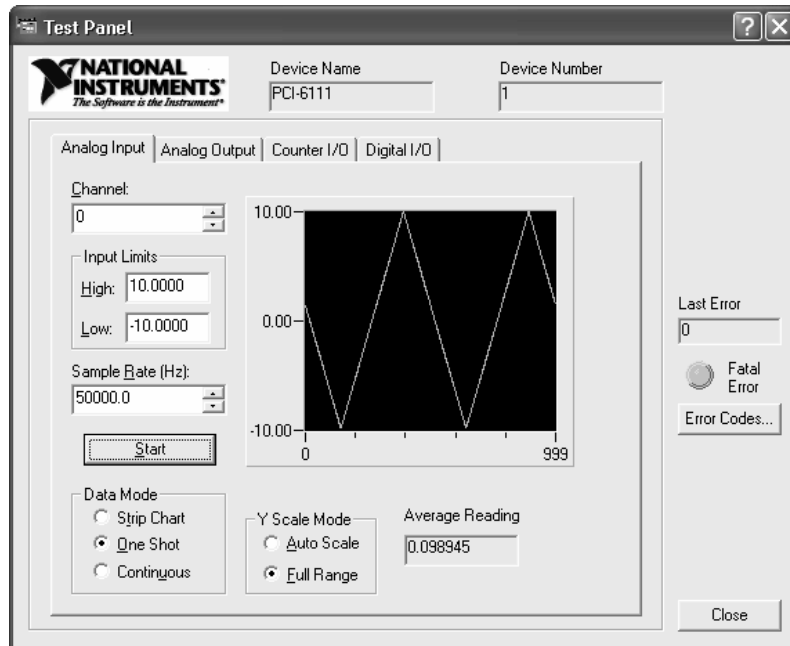 Test Panel
NATIONAL
INSTRUMENTS®
The Software is the Instrument®
Device Name
PCI-6111
Device Number
1
Analog Input
Analog Output
Counter I/O
Digital I/O
Channel:
0
Input Limits
High: 10.0000
Low: -10.0000
Sample Rate (Hz):
50000.0
Start
10.00
0.00
-10.00
0
999
Data Mode
Strip Chart
One Shot
Continuous
Y Scale Mode
Auto Scale
Full Range
Average Reading
0.098945
Last Error
0
Fatal
Error
Error Codes...
Close